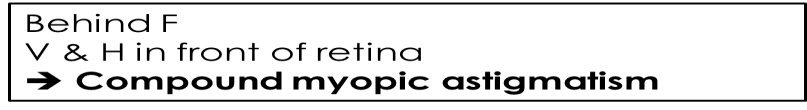 Behind F
V & H in front of retina
➔ Compound myopic astigmatism